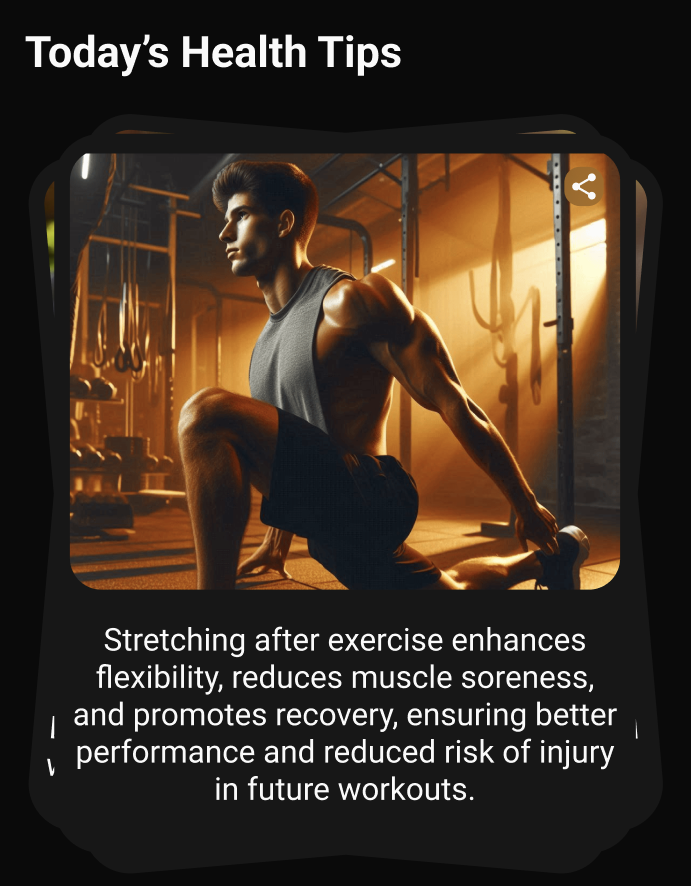 Today’s Health Tips
Stretching after exercise enhances
flexibility, reduces muscle soreness,
and promotes recovery, ensuring better
performance and reduced risk of injury
in future workouts.